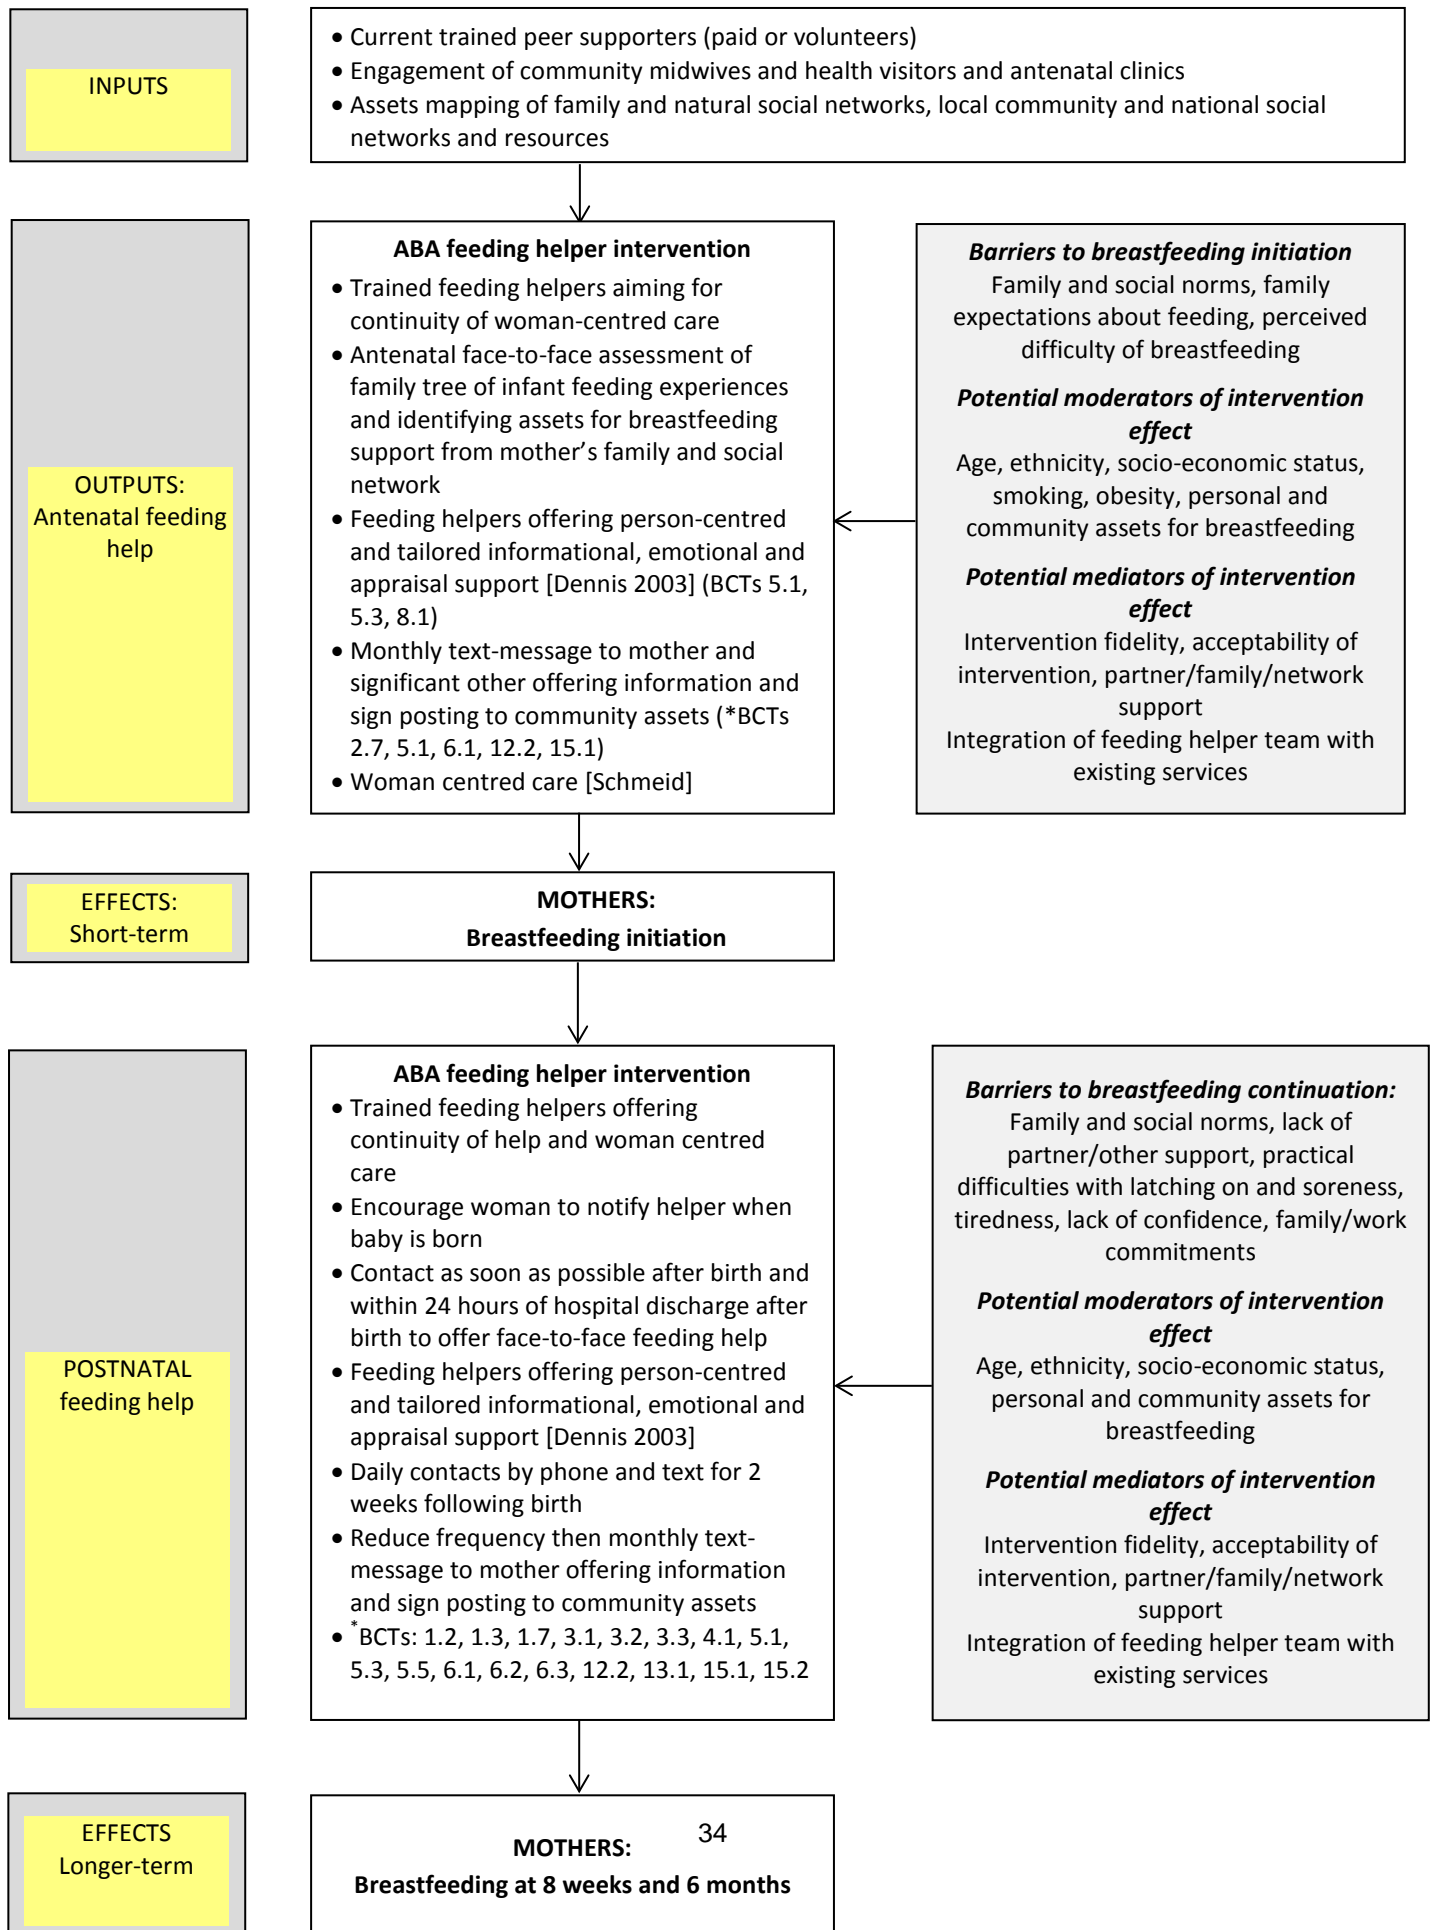 INPUTS
• Current trained peer supporters (paid or volunteers)
• Engagement of community midwives and health visitors and antenatal clinics
• Assets mapping of family and natural social networks, local community and national social
networks and resources
OUTPUTS:
Antenatal feeding
help
ABA feeding helper intervention
• Trained feeding helpers aiming for
continuity of woman-centred care
• Antenatal face-to-face assessment of
family tree of infant feeding experiences
and identifying assets for breastfeeding
support from mother’s family and social
network
• Feeding helpers offering person-centred
and tailored informational, emotional and
appraisal support [Dennis 2003] (BCTs 5.1,
5.3, 8.1)
• Monthly text-message to mother and
significant other offering information and
sign posting to community assets (*BCTs
2.7, 5.1, 6.1, 12.2, 15.1)
• Woman centred care [Schmeid]
Barriers to breastfeeding initiation
Family and social norms, family
expectations about feeding, perceived
difficulty of breastfeeding
Potential moderators of intervention
effect
Age, ethnicity, socio-economic status,
smoking, obesity, personal and
community assets for breastfeeding
Potential mediators of intervention
effect
Intervention fidelity, acceptability of
intervention, partner/family/network
support
Integration of feeding helper team with
existing services
EFFECTS:
Short-term
MOTHERS:
Breastfeeding initiation
POSTNATAL
feeding help
ABA feeding helper intervention
• Trained feeding helpers offering
continuity of help and woman centred
care
• Encourage woman to notify helper when
baby is born
• Contact as soon as possible after birth and
within 24 hours of hospital discharge after
birth to offer face-to-face feeding help
• Feeding helpers offering person-centred
and tailored informational, emotional and
appraisal support [Dennis 2003]
• Daily contacts by phone and text for 2
weeks following birth
• Reduce frequency then monthly text-
message to mother offering information
and sign posting to community assets
• *BCTs: 1.2, 1.3, 1.7, 3.1, 3.2, 3.3, 4.1, 5.1,
5.3, 5.5, 6.1, 6.2, 6.3, 12.2, 13.1, 15.1, 15.2
Barriers to breastfeeding continuation:
Family and social norms, lack of
partner/other support, practical
difficulties with latching on and soreness,
tiredness, lack of confidence, family/work
commitments
Potential moderators of intervention
effect
Age, ethnicity, socio-economic status,
personal and community assets for
breastfeeding
Potential mediators of intervention
effect
Intervention fidelity, acceptability of
intervention, partner/family/network
support
Integration of feeding helper team with
existing services
EFFECTS
Longer-term
MOTHERS:
34
Breastfeeding at 8 weeks and 6 months